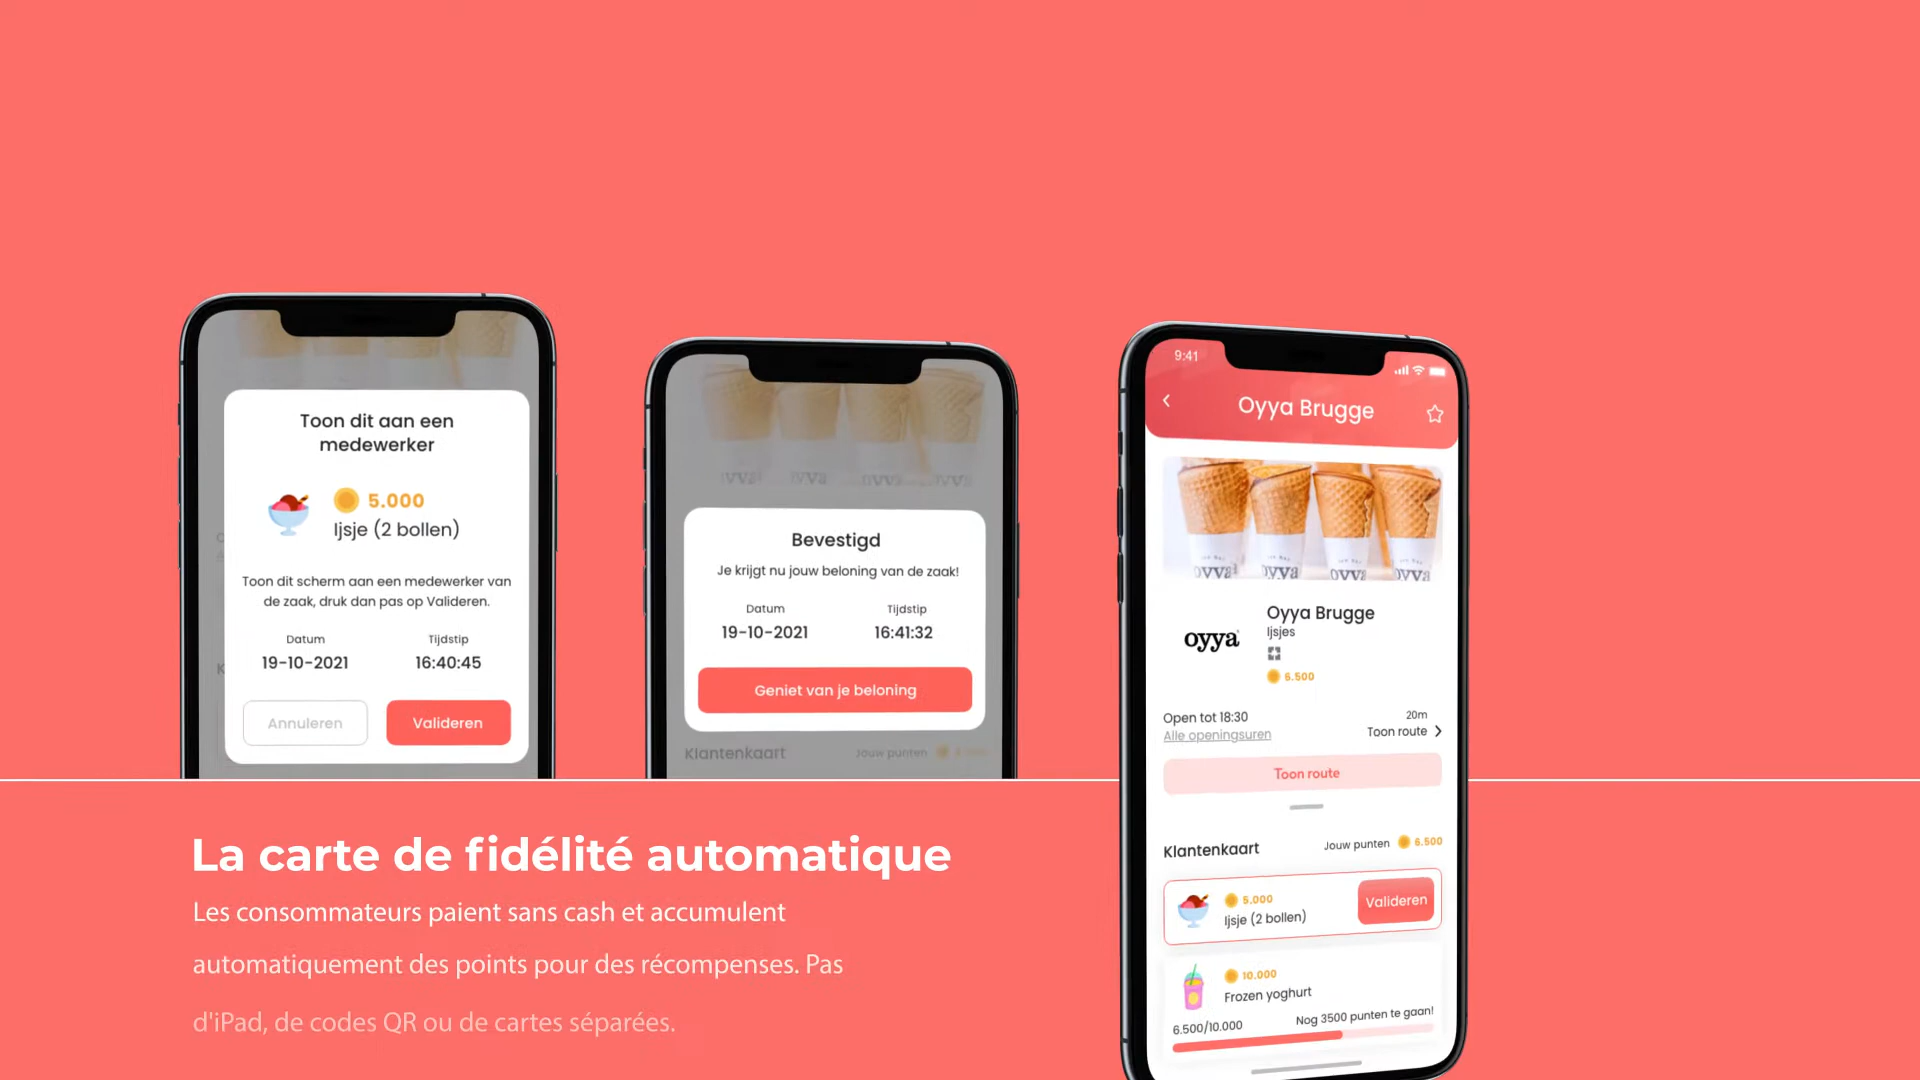 Toon dit aan een
medewerker
5.000
Ijsje (2 bollen)
Toon dit scherm aan een medewerker van
de zaak, druk dan pas op Valideren.
Datum
Tijdstip
19-10-2021
16:40:45
Annuleren
Valideren
Bevestigd
Je krijgt nu jouw beloning van de zaak!
Datum
Tijdstip
19-10-2021
16:41:32
Geniet van je beloning
Klantenkaart
Jouw punten
9:41
Oyya Brugge
oyya
Oyya Brugge
Ijsjes
6.500
Open tot 18:30
20m
Alle openingsuren
Toon route
Toon route
Klantenkaart
Jouw punten
6.500
5.000
Ijsje (2 bollen)
Valideren
10.000
Frozen yoghurt
6.500/10.000
Nog 3500 punten te gaan!
La carte de fidélité automatique
Les consommateurs paient sans cash et accumulent
automatiquement des points pour des récompenses. Pas
d'iPad, de codes QR ou de cartes séparées.